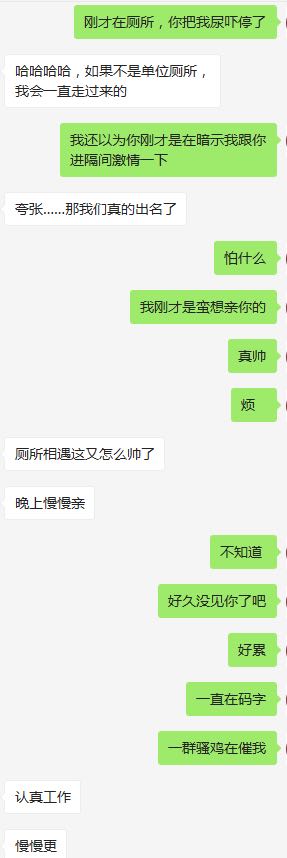 刚才在厕所，你把我尿吓停了
哈哈哈哈，如果不是单位厕所，
我会一直走过来的
我还以为你刚才是在暗示我跟你
进隔间激情一下
夸张……那我们真的出名了
怕什么
我刚才是蛮想亲你的
真帅
烦
厕所相遇这又怎么帅了
晚上慢慢亲
不知道
好久没见你了吧
好累
一直在码字
一群骚鸡在催我
认真工作
慢慢更